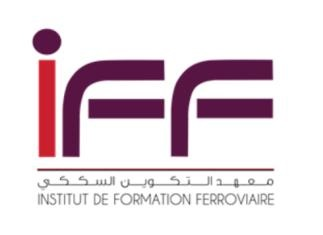 iFF
معهد التكوين السككي
INSTITUT DE FORMATION FERROVIAIRE